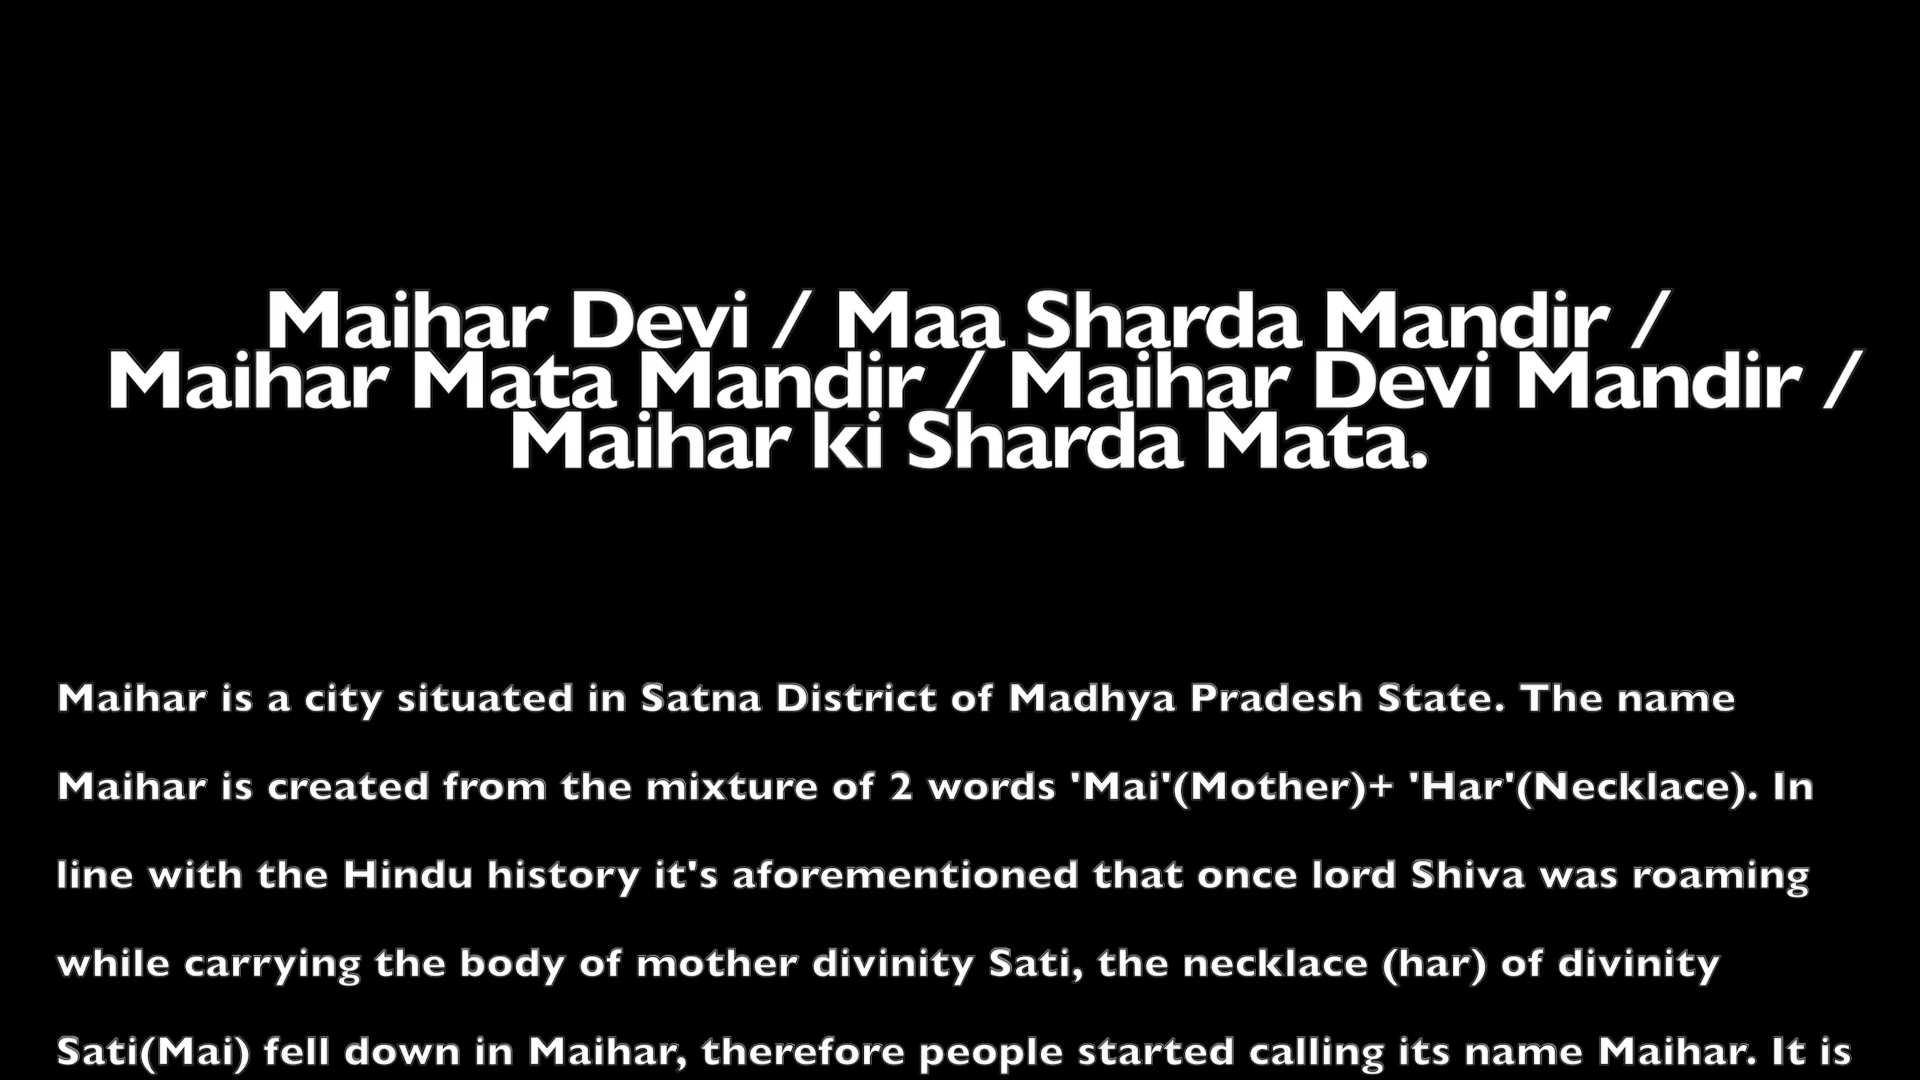 Maihar Devi / Maa Sharda Mandir /
Maihar Mata Mandir / Maihar Devi Mandir /
Maihar ki Sharda Mata.
Maihar is a city situated in Satna District of Madhya Pradesh State. The name
Maihar is created from the mixture of 2 words 'Mai'(Mother)+ 'Har'(Necklace). In
line with the Hindu history it's aforementioned that once lord Shiva was roaming
while carrying the body of mother divinity Sati, the necklace (har) of divinity
Sati(Mai) fell down in Maihar, therefore people started calling its name Maihar. It is